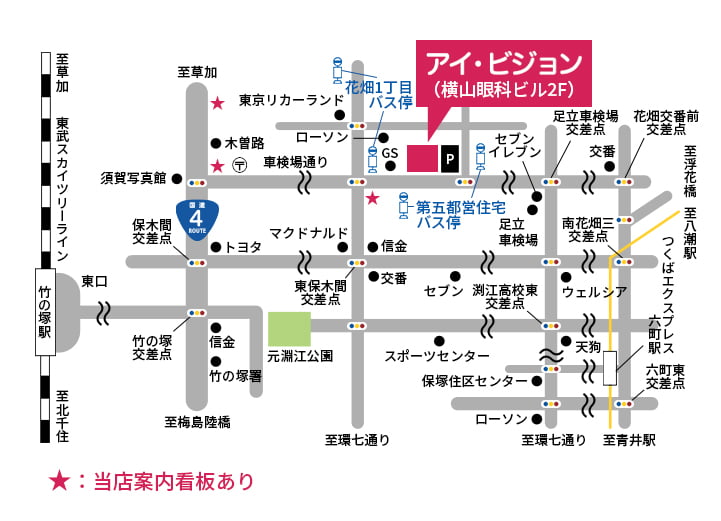 アイ・ビジョン
（横山眼科ビル2F）
至草加
東武スカイツリーライン
竹の塚駅
至北千住
東口
至草加
東京リカーランド
木曽路
〒
須賀写真館
車検場通り
国道
4
ROUTE
花畑1丁目
バス停
ローソン
GS
P
セブン
イレブン
足立車検場
交差点
花畑交番前
交差点
交番
至浮花橋
至八潮駅
つくばエクスプレス
第五都営住宅
バス停
足立
車検場
南花畑三
交差点
保木間
交差点
トヨタ
マクドナルド
信金
東保木間
交差点
交番
セブン
渕江高校東
交差点
ウェルシア
六町駅
竹の塚
交差点
信金
竹の塚署
元淵江公園
スポーツセンター
天狗
保塚住区センター
六町東
交差点
ローソン
至梅島陸橋
至環七通り
至環七通り
至青井駅
★：当店案内看板あり